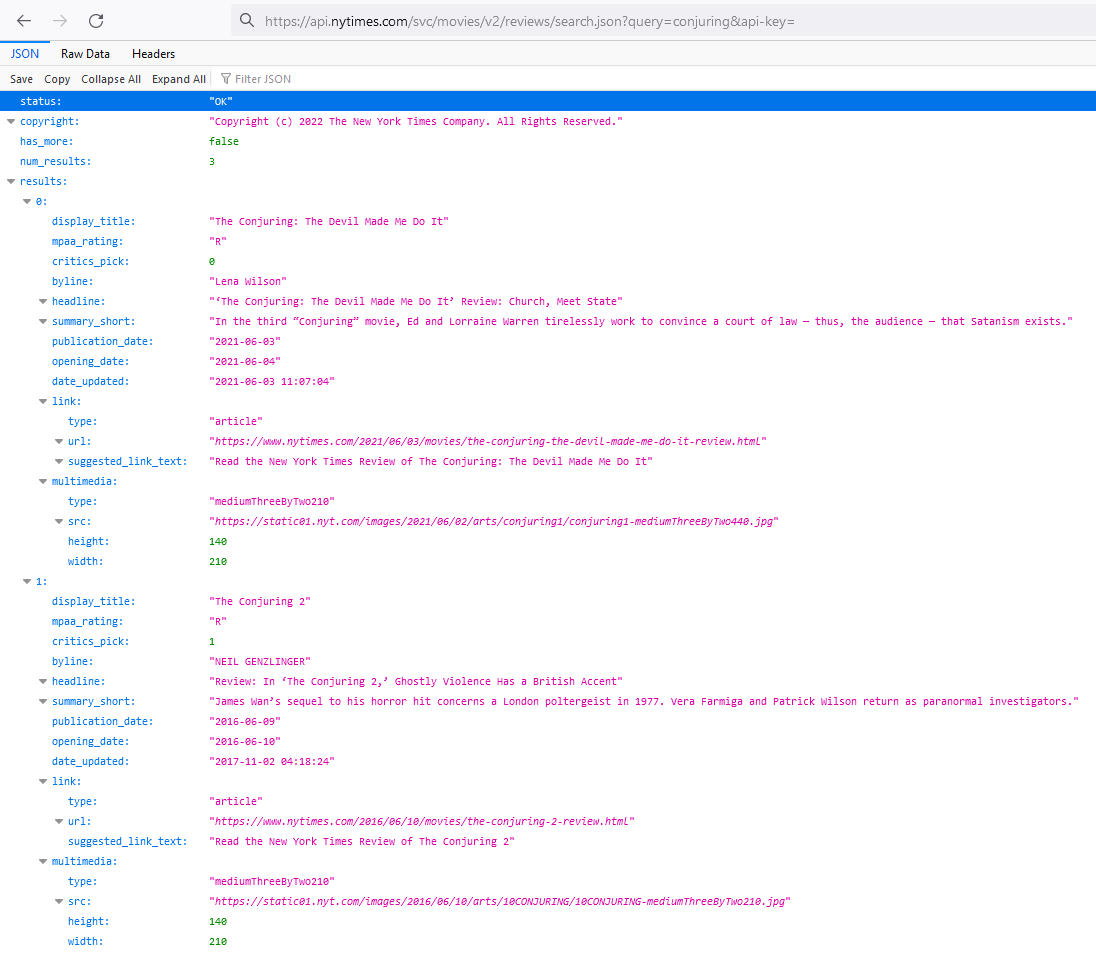 https://api.nytimes.com/svc/movies/v2/reviews/search.json?query=conjuring&api-key=
JSON Raw Data Headers
Save Copy Collapse All Expand All Filter JSON
status: "OK"
copyright: "Copyright (c) 2022 The New York Times Company. All Rights Reserved."
has_more: false
num_results: 3
results:
0:
display_title: "The Conjuring: The Devil Made Me Do It"
mpaa_rating: "R"
critics_pick: 0
byline: "Lena Wilson"
headline: "‘The Conjuring: The Devil Made Me Do It’ Review: Church, Meet State"
summary_short: "In the third “Conjuring” movie, Ed and Lorraine Warren tirelessly work to convince a court of law — thus, the audience — that Satanism exists."
publication_date: "2021-06-03"
opening_date: "2021-06-04"
date_updated: "2021-06-03 11:07:04"
link:
type: "article"
url: "https://www.nytimes.com/2021/06/03/movies/the-conjuring-the-devil-made-me-do-it-review.html"
suggested_link_text: "Read the New York Times Review of The Conjuring: The Devil Made Me Do It"
multimedia:
type: "mediumThreeByTwo210"
src: "https://static01.nyt.com/images/2021/06/02/arts/conjuring1/conjuring1-mediumThreeByTwo440.jpg"
height: 140
width: 210
1:
display_title: "The Conjuring 2"
mpaa_rating: "R"
critics_pick: 1
byline: "NEIL GENZLINGER"
headline: "Review: In ‘The Conjuring 2,’ Ghostly Violence Has a British Accent"
summary_short: "James Wan’s sequel to his horror hit concerns a London poltergeist in 1977. Vera Farmiga and Patrick Wilson return as paranormal investigators."
publication_date: "2016-06-09"
opening_date: "2016-06-10"
date_updated: "2017-11-02 04:18:24"
link:
type: "article"
url: "https://www.nytimes.com/2016/06/10/movies/the-conjuring-2-review.html"
suggested_link_text: "Read the New York Times Review of The Conjuring 2"
multimedia:
type: "mediumThreeByTwo210"
src: "https://static01.nyt.com/images/2016/06/10/arts/10CONJURING/10CONJURING-mediumThreeByTwo210.jpg"
height: 140
width: 210